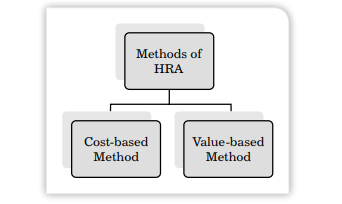 Methods of
HRA
Cost-based
Method
Value-based
Method